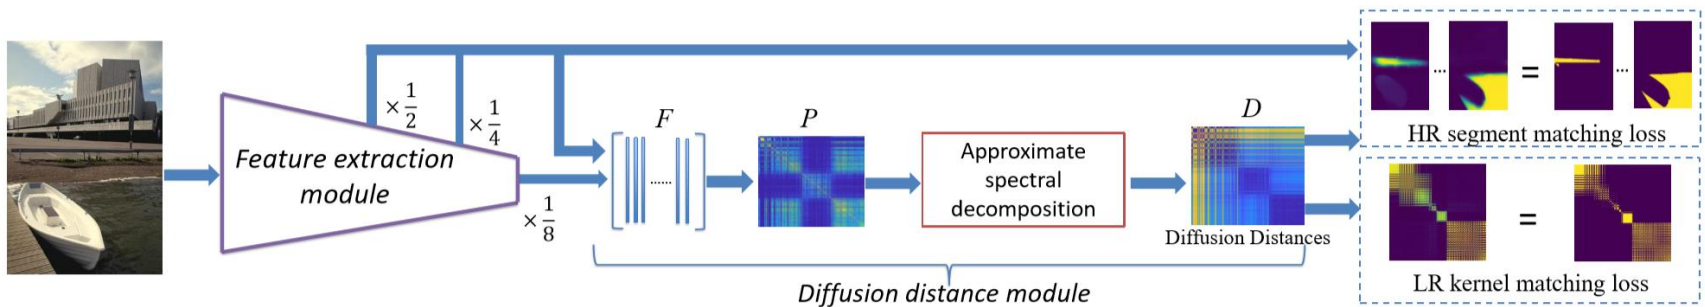 Feature extraction
module
× 1/2
× 1/4
× 1/8
F
......
P
Approximate
spectral
decomposition
D
Diffusion Distances
Diffusion distance module
... = ...
HR segment matching loss
=
LR kernel matching loss